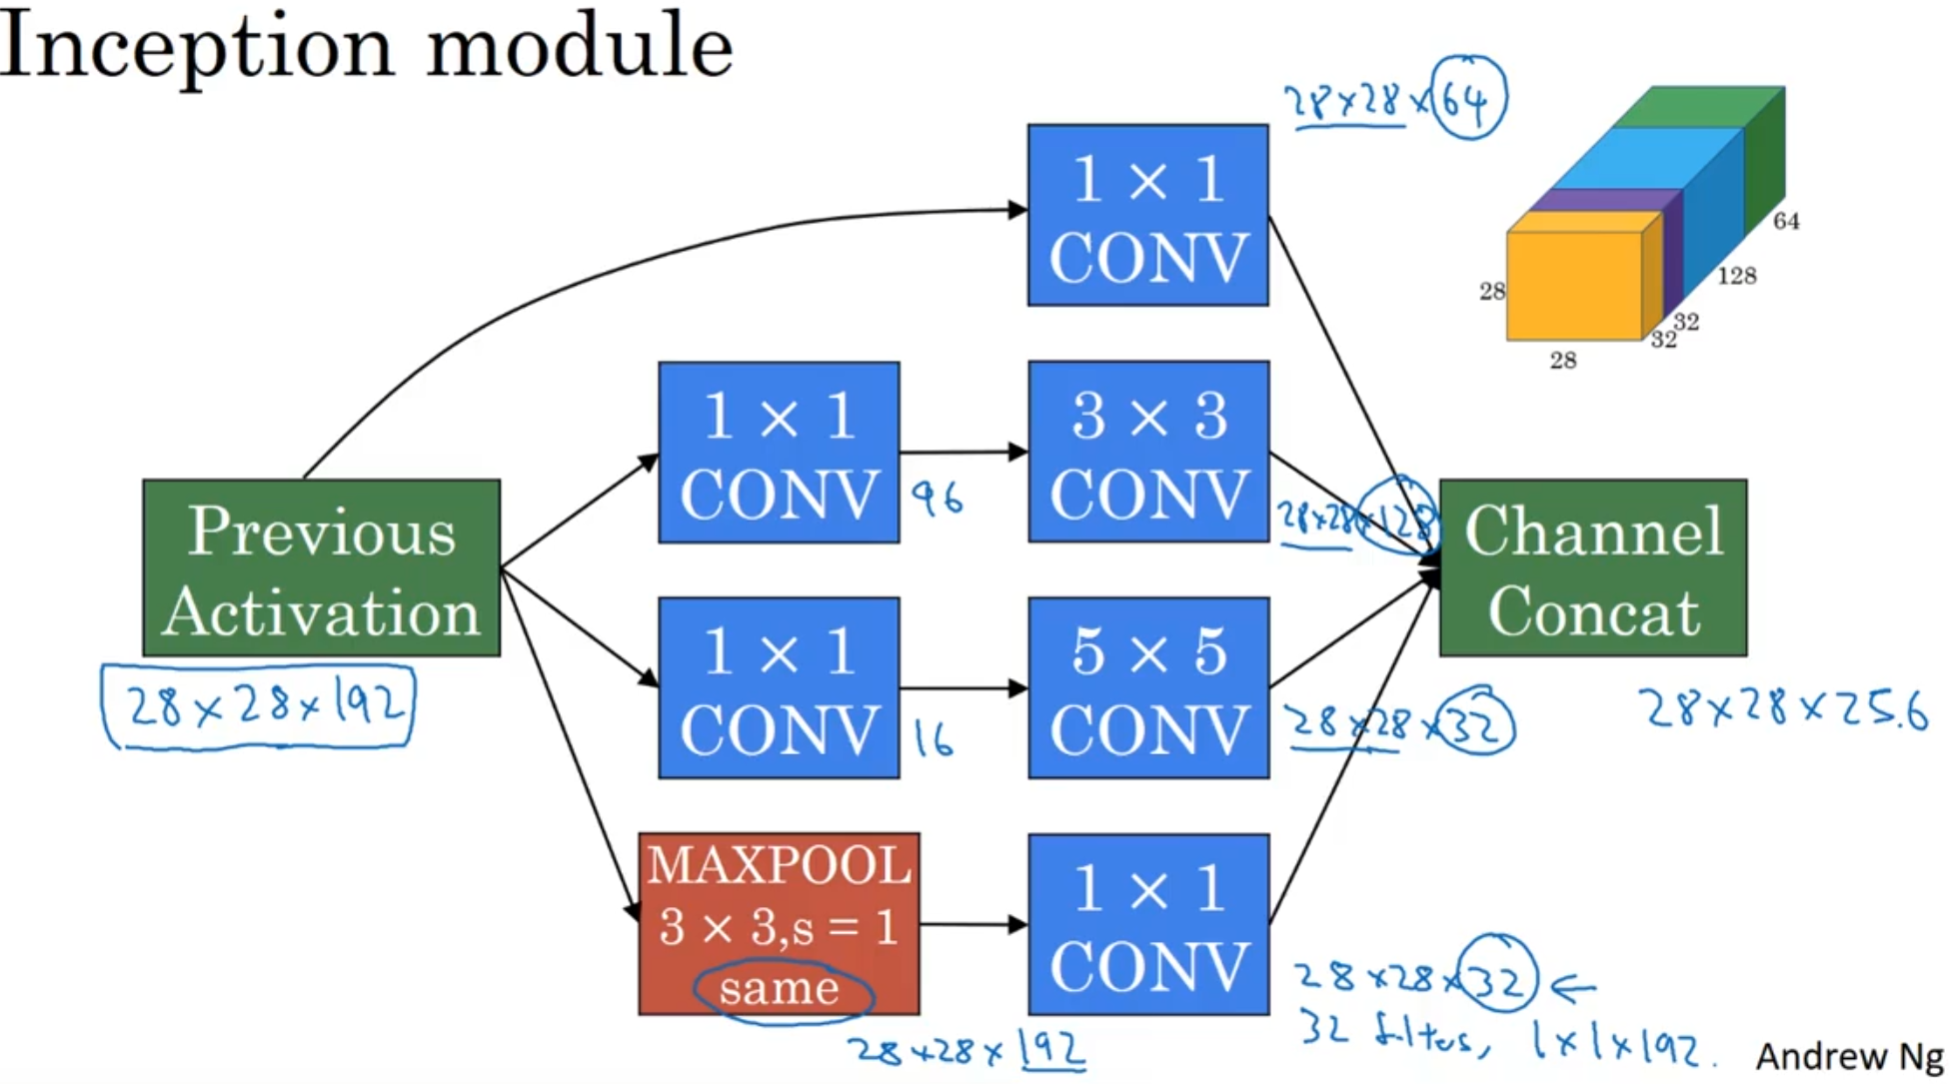 Inception module
28×28×64
1 × 1
CONV
64
128
32
32
28
28
1 × 1
CONV
96
3 × 3
CONV
28×28×128
Previous
Activation
28×28×192
Channel
Concat
28×28×25.6
1 × 1
CONV
16
5 × 5
CONV
28×28×32
MAXPOOL
3 × 3,s = 1
same
28×28×192
1 × 1
CONV
28×28×32 ←
32 filters, 1×1×192.
Andrew Ng